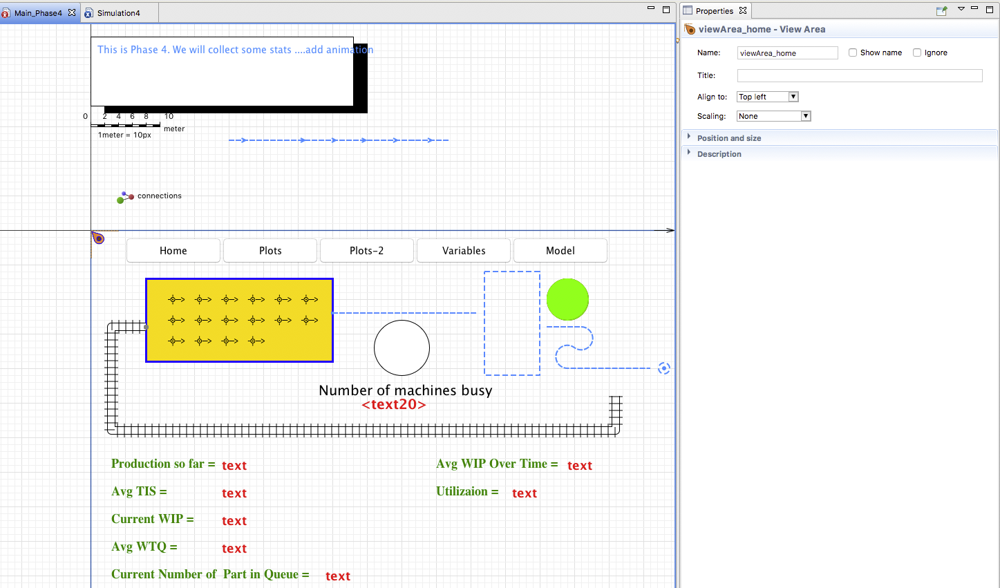 Main_Phase4
Simulation4
Properties
viewArea_home - View Area
Name:
viewArea_home
Show name
Ignore
Title:
Align to:
Top left
Scaling:
None
Position and size
Description
This is Phase 4. We will collect some stats ....add animation
0 2 4 6 8 10
meter
1meter = 10px
connections
Home
Plots
Plots-2
Variables
Model
Number of machines busy
<text20>
Production so far = text
Avg WIP Over Time = text
Avg TIS = text
Utilizaion = text
Current WIP = text
Avg WTQ = text
Current Number of Part in Queue = text